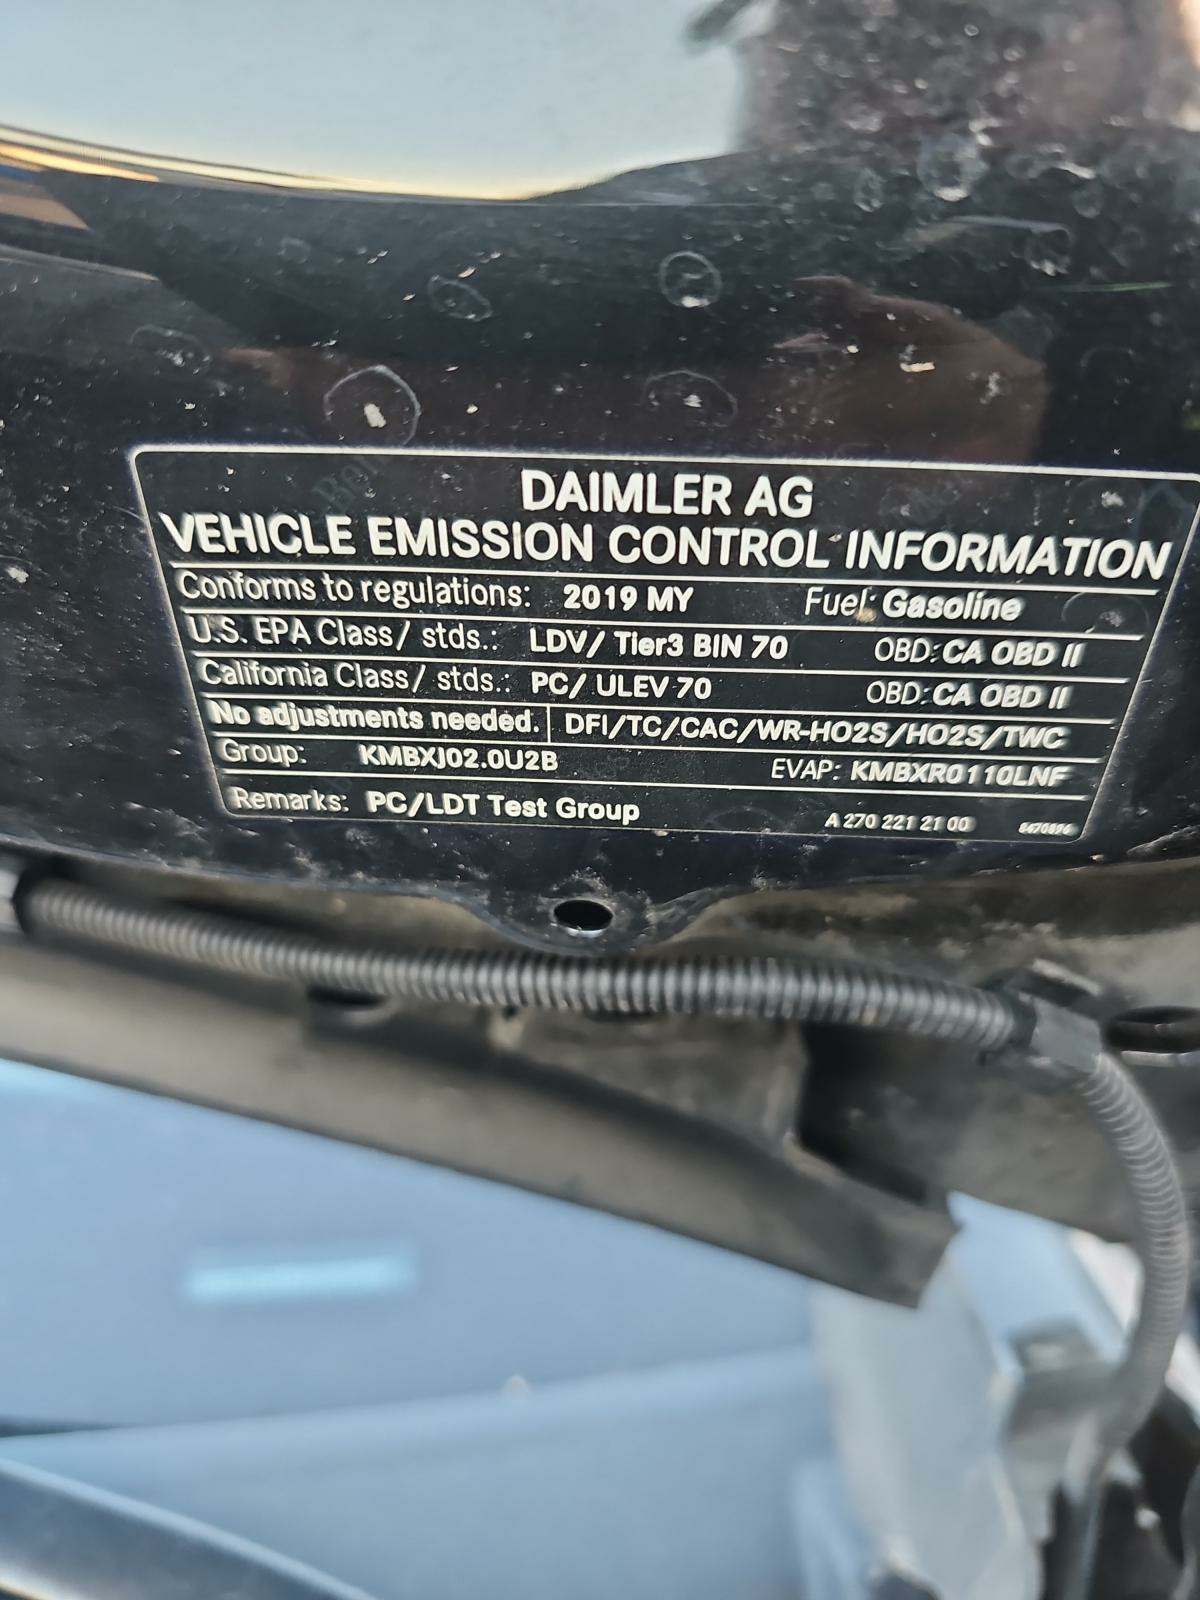 DAIMLER AG
VEHICLE EMISSION CONTROL INFORMATION
Conforms to regulations: 2019 MY Fuel: Gasoline
U.S. EPA Class/ stds.: LDV/ Tier3 BIN 70 OBD: CA OBD II
California Class/ stds.: PC/ ULEV 70 OBD: CA OBD II
No adjustments needed. DFI/TC/CAC/WR-HO2S/HO2S/TWC
Group: KMBXJ02.0U2B EVAP: KMBXR0110LNF
Remarks: PC/LDT Test Group A 270 221 21 00